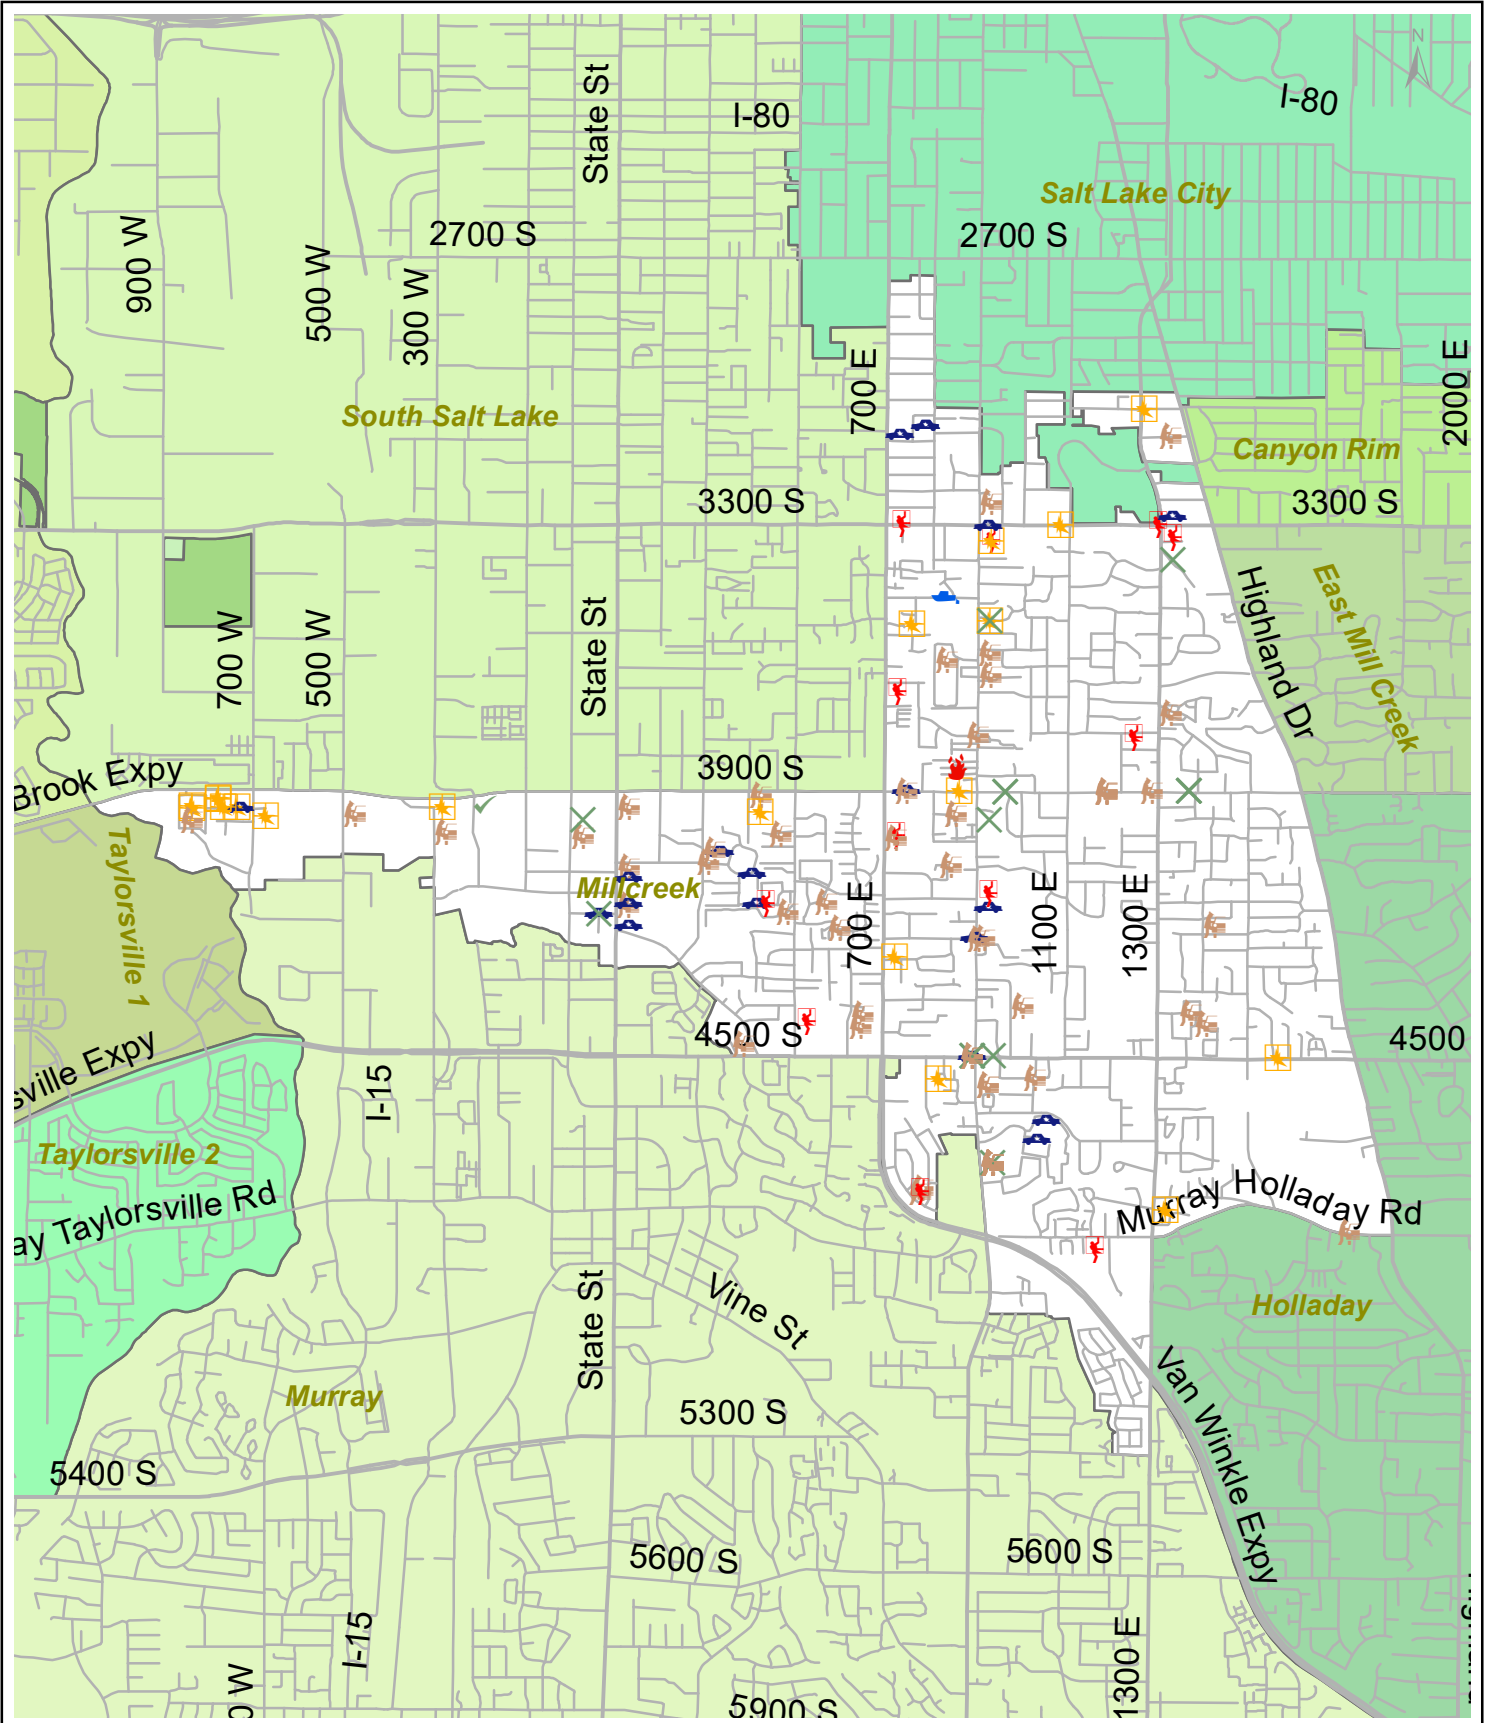 N
I-80
State St
I-80
Salt Lake City
900 W
2700 S
2700 S
500 W
300 W
700 E
2000 E
South Salt Lake
Canyon Rim
3300 S
3300 S
Highland Dr
East Mill Creek
700 W
500 W
State St
3900 S
Brook Expy
Taylorsville 1
Millcreek
700 E
1100 E
1300 E
4500 S
4500
sville Expy
I-15
Taylorsville 2
ay Taylorsville Rd
Murray Holladay Rd
State St
Vine St
Holladay
Murray
5300 S
Van Winkle Expy
5400 S
5600 S
5600 S
I-15
1300 E
0 W
5900 S